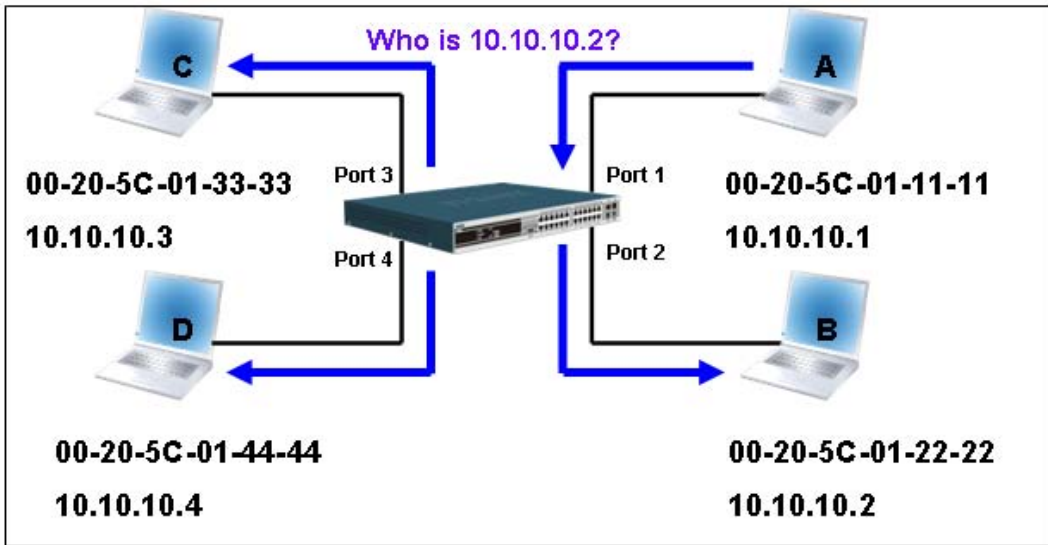 Who is 10.10.10.2?
C
A
Port 3
Port 1
00-20-5C-01-33-33
00-20-5C-01-11-11
10.10.10.3
10.10.10.1
Port 4
Port 2
D
B
00-20-5C-01-44-44
00-20-5C-01-22-22
10.10.10.4
10.10.10.2